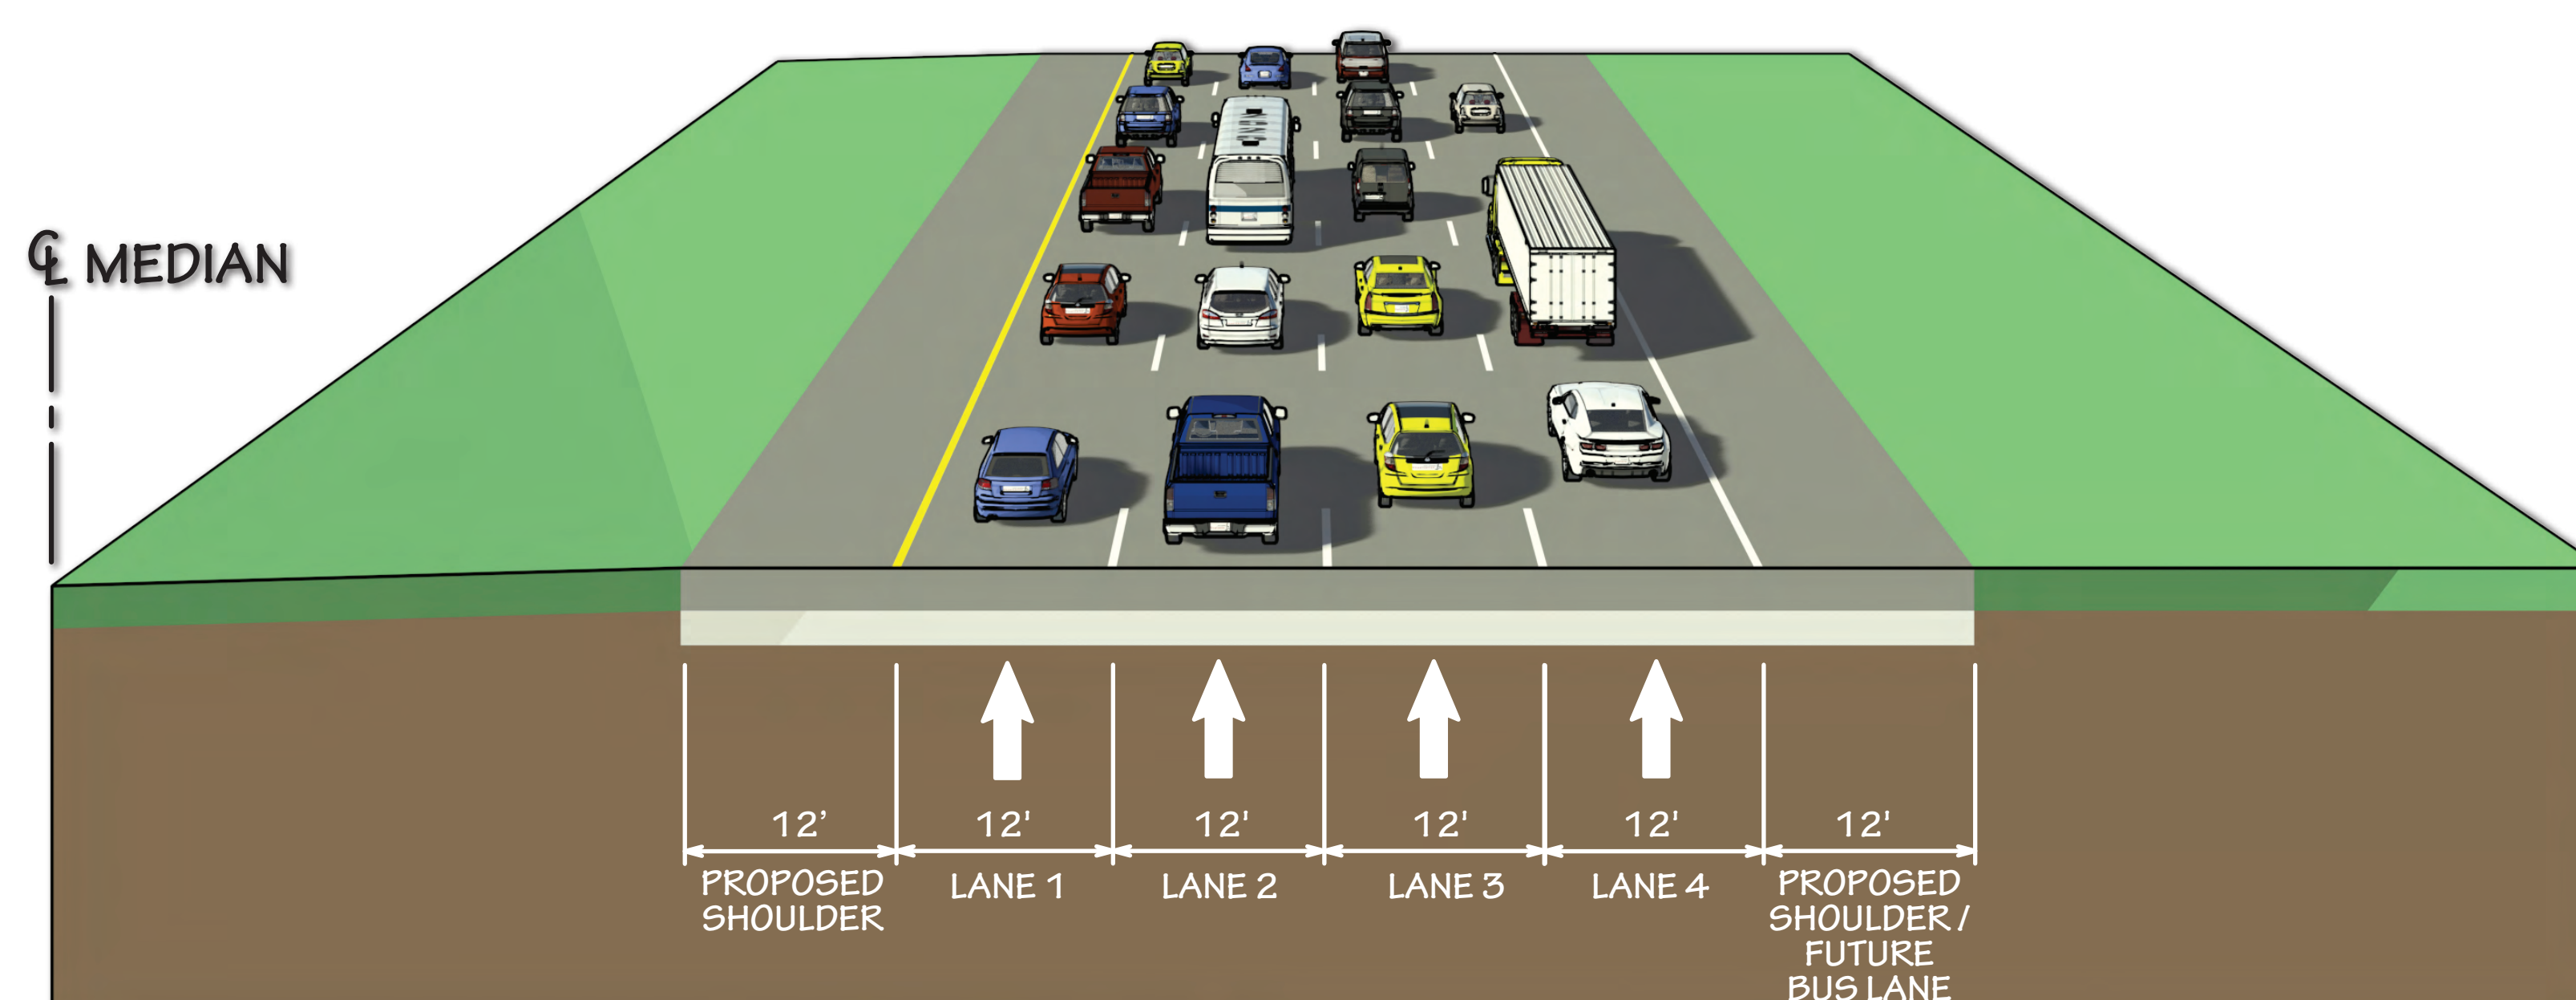 ℄ MEDIAN
12’ 12' 12' 12' 12' 12'
PROPOSED
SHOULDER
LANE 1
LANE 2
LANE 3
LANE 4
PROPOSED
SHOULDER /
FUTURE
BUS LANE